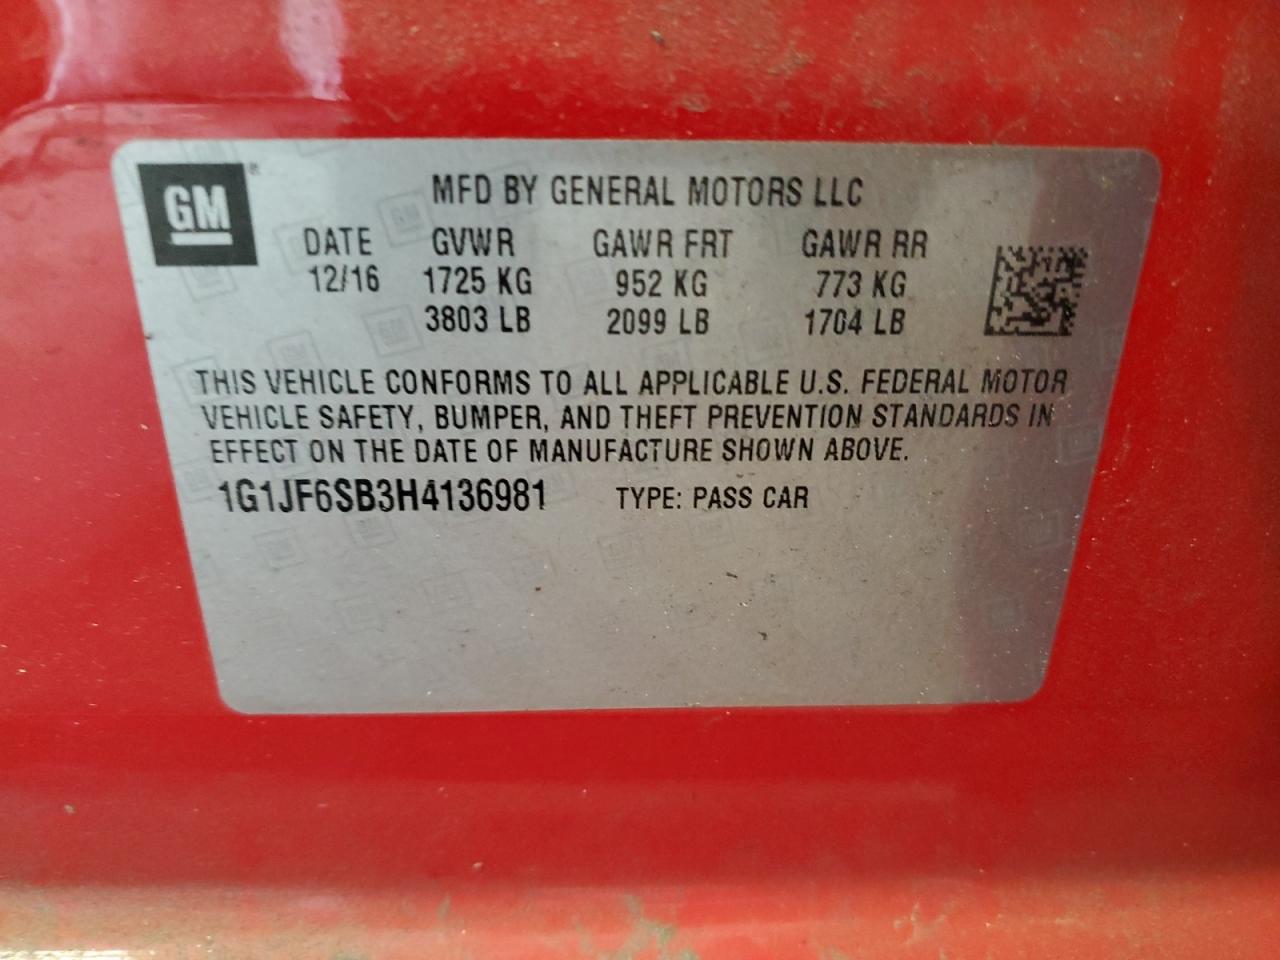 GM
MFD BY GENERAL MOTORS LLC
DATE GVWR GAWR FRT GAWR RR
12/16 1725 KG 952 KG 773 KG
3803 LB 2099 LB 1704 LB
THIS VEHICLE CONFORMS TO ALL APPLICABLE U.S. FEDERAL MOTOR
VEHICLE SAFETY, BUMPER, AND THEFT PREVENTION STANDARDS IN
EFFECT ON THE DATE OF MANUFACTURE SHOWN ABOVE.
1G1JF6SB3H4136981 TYPE: PASS CAR